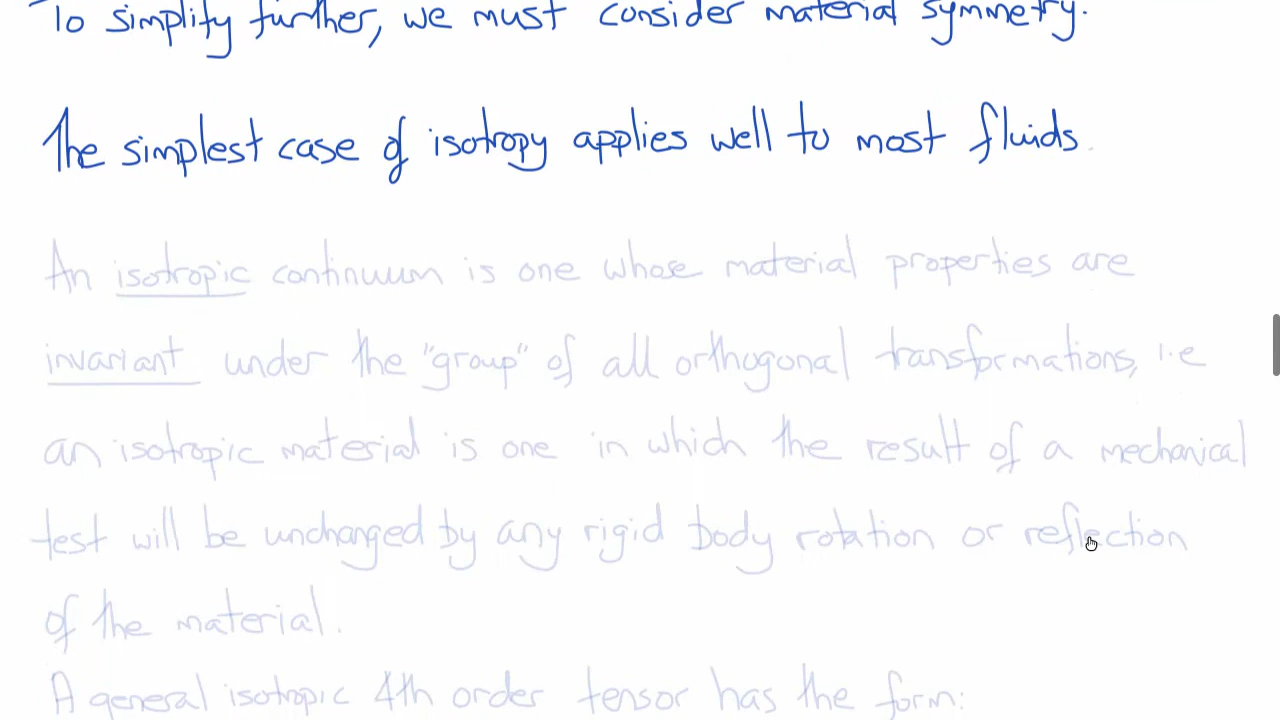 To simplify further, we must consider material symmetry.
The simplest case of isotropy applies well to most fluids.
An isotropic continuum is one whose material properties are
invariant under the "group" of all orthogonal transformations, i.e
an isotropic material is one in which the result of a mechanical
test will be unchanged by any rigid body rotation or reflection
of the material.
A general isotropic 4th order tensor has the form: